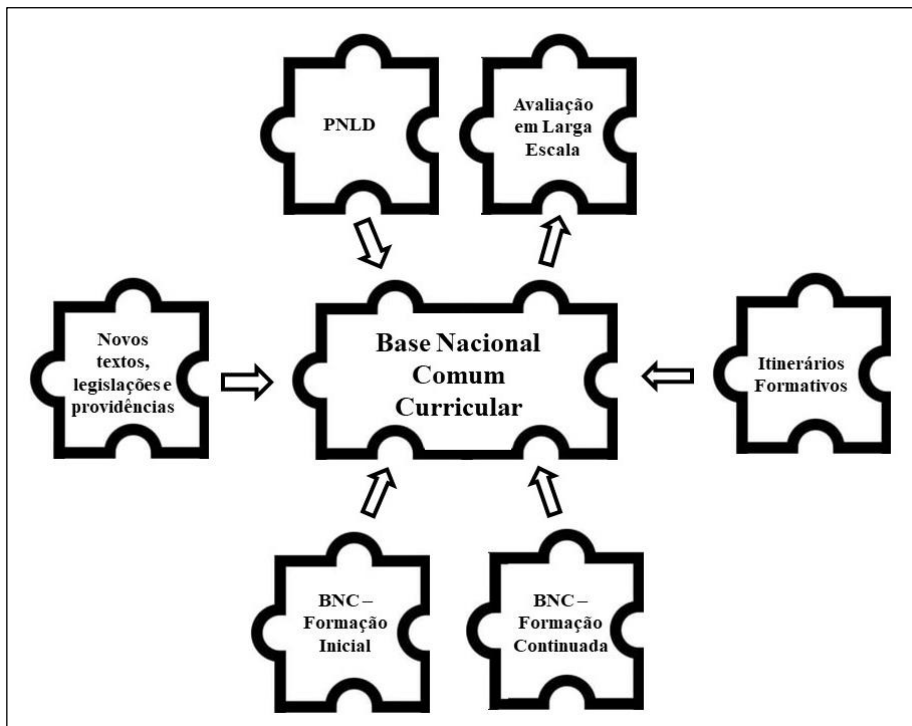 PNLD
Avaliação
em Larga
Escala
Novos
textos,
legislações e
providências
Base Nacional
Comum
Curricular
Itinerários
Formativos
BNC –
Formação
Inicial
BNC –
Formação
Continuada